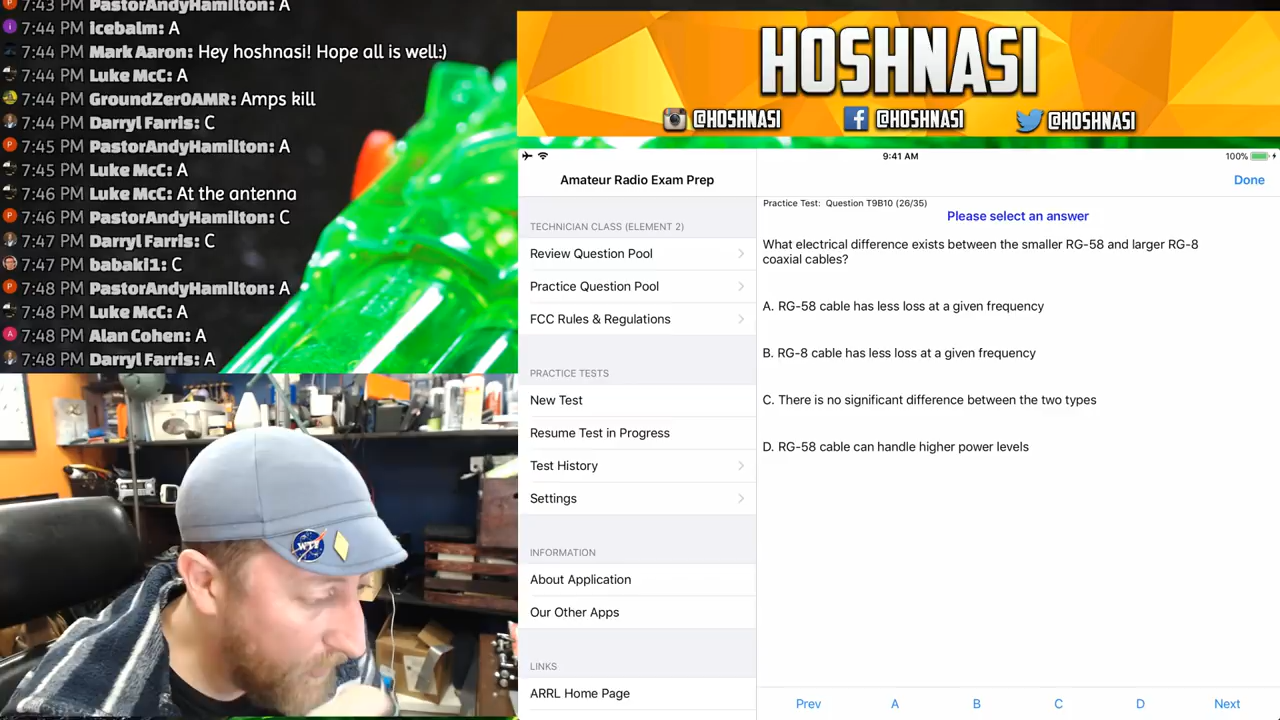 7:43 PM PastorAndyHamilton: A
7:44 PM icebalm: A
7:44 PM Mark Aaron: Hey hoshnasi! Hope all is well:)
7:44 PM Luke McC: A
7:44 PM GroundZer0AMR: Amps kill
7:44 PM Darryl Farris: C
7:45 PM PastorAndyHamilton: A
7:45 PM Luke McC: A
7:46 PM Luke McC: At the antenna
7:46 PM PastorAndyHamilton: C
7:47 PM Darryl Farris: C
7:47 PM babaki1: C
7:48 PM PastorAndyHamilton: A
7:48 PM Luke McC: A
7:48 PM Alan Cohen: A
7:48 PM Darryl Farris: A
HOSHNASI
@HOSHNASI @HOSHNASI @HOSHNASI
9:41 AM
100%
Amateur Radio Exam Prep
TECHNICIAN CLASS (ELEMENT 2)
Review Question Pool
Practice Question Pool
FCC Rules & Regulations
PRACTICE TESTS
New Test
Resume Test in Progress
Test History
Settings
INFORMATION
About Application
Our Other Apps
LINKS
ARRL Home Page
Done
Practice Test: Question T9B10 (26/35)
Please select an answer
What electrical difference exists between the smaller RG-58 and larger RG-8
coaxial cables?
A. RG-58 cable has less loss at a given frequency
B. RG-8 cable has less loss at a given frequency
C. There is no significant difference between the two types
D. RG-58 cable can handle higher power levels
Prev A B C D Next
WTF